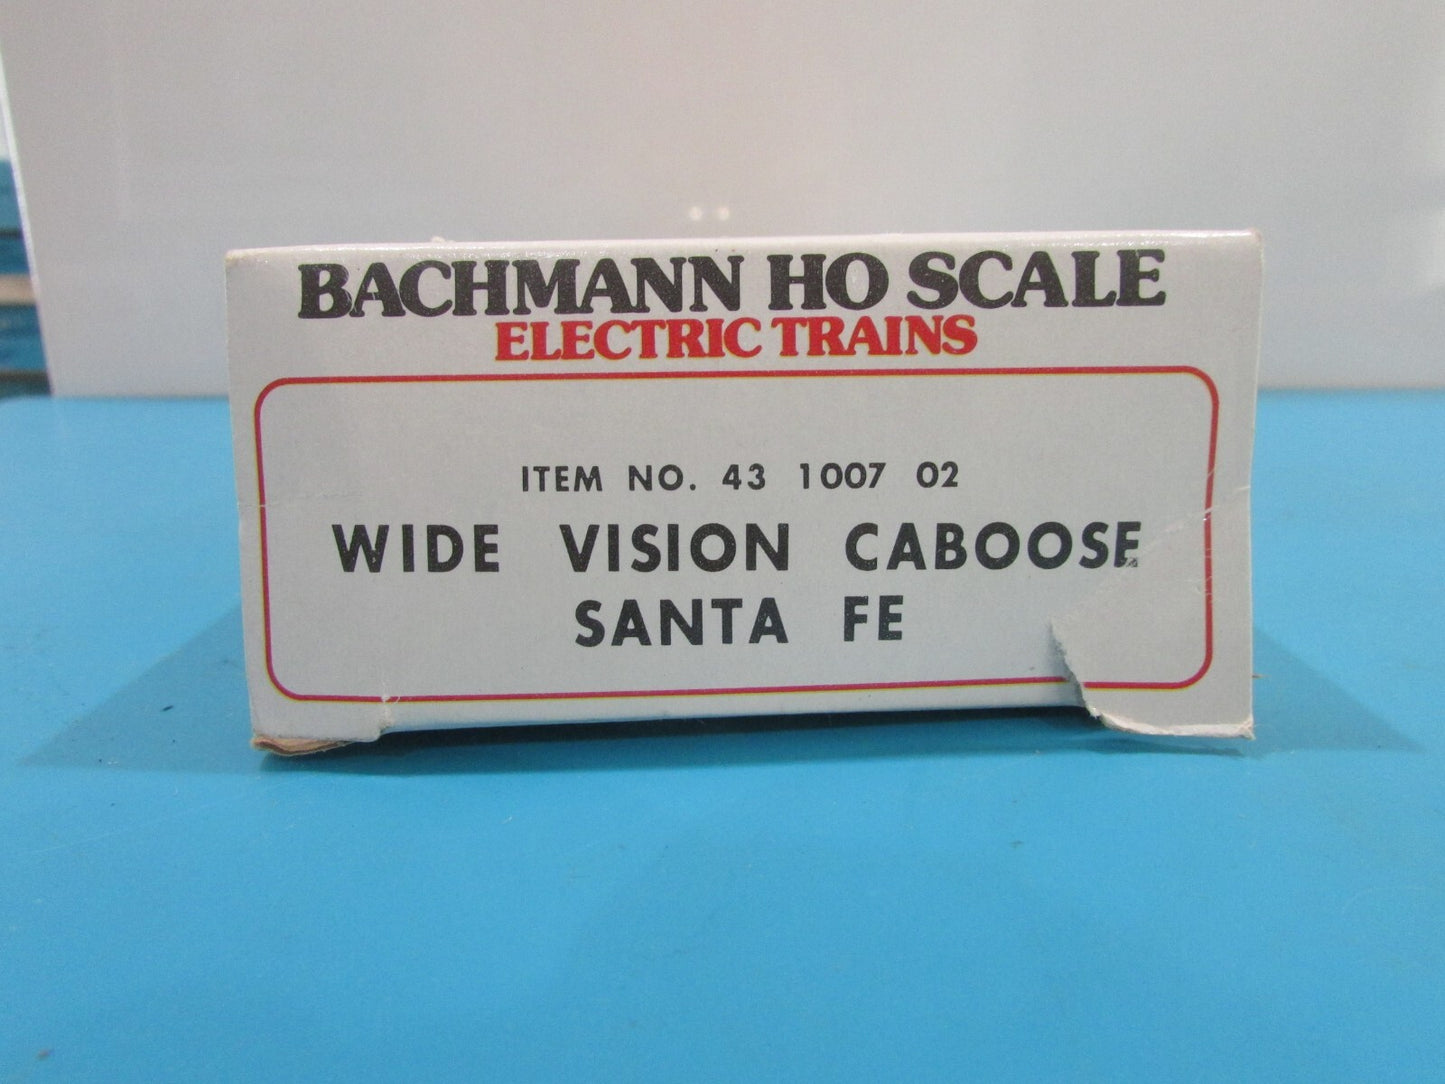 BACHMANN HO SCALE
ELECTRIC TRAINS
ITEM NO. 43 1007 02
WIDE VISION CABOOSE
SANTA FE